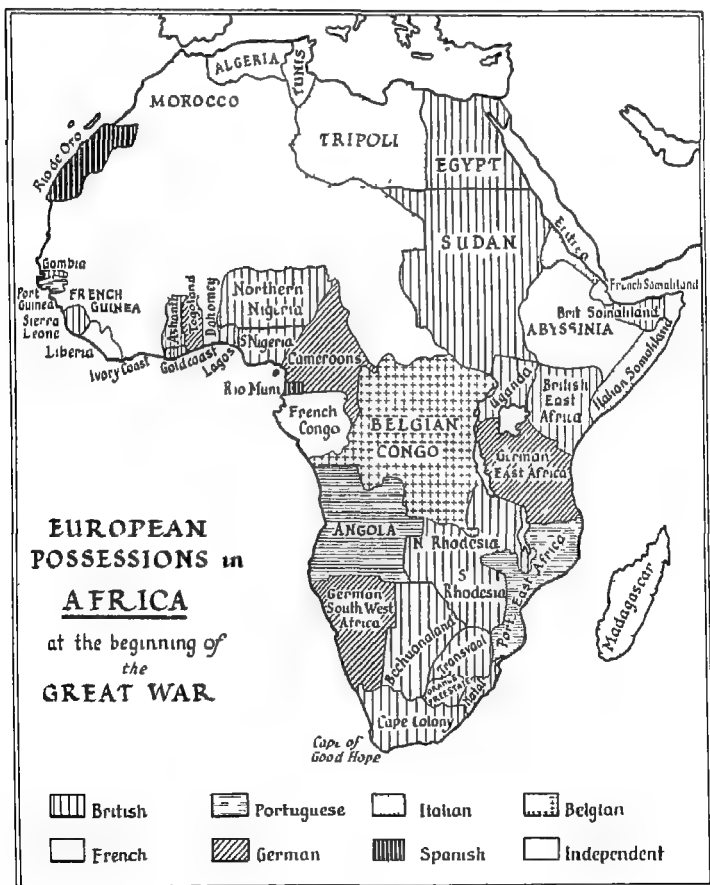 ALGERIA
TUNIS
MOROCCO
TRIPOLI
EGYPT
Rio de Oro
SUDAN
Eritrea
Gambia
Port Guinea
FRENCH GUINEA
Sierra Leone
Liberia
Ivory Coast
Ashanti
Togoland
Dahomey
Goldcoast
Lagos
Northern
Nigeria
S Nigeria
Cameroons
French Somaliland
Brit Somaliland
ABYSSINIA
Italian Somaliland
Rio Muni
French
Congo
BELGIAN
CONGO
Uganda
British
East
Africa
German
East Africa
ANGOLA
N Rhodesia
S
Rhodesia
Port East Africa
Madagascar
German
South West
Africa
Bechuanaland
Transvaal
ORANGE
FREESTATE
Natal
Cape Colony
Cape of
Good Hope
EUROPEAN
POSSESSIONS in
AFRICA
at the beginning of
the
GREAT WAR
British
Portuguese
Italian
Belgian
French
German
Spanish
Independent